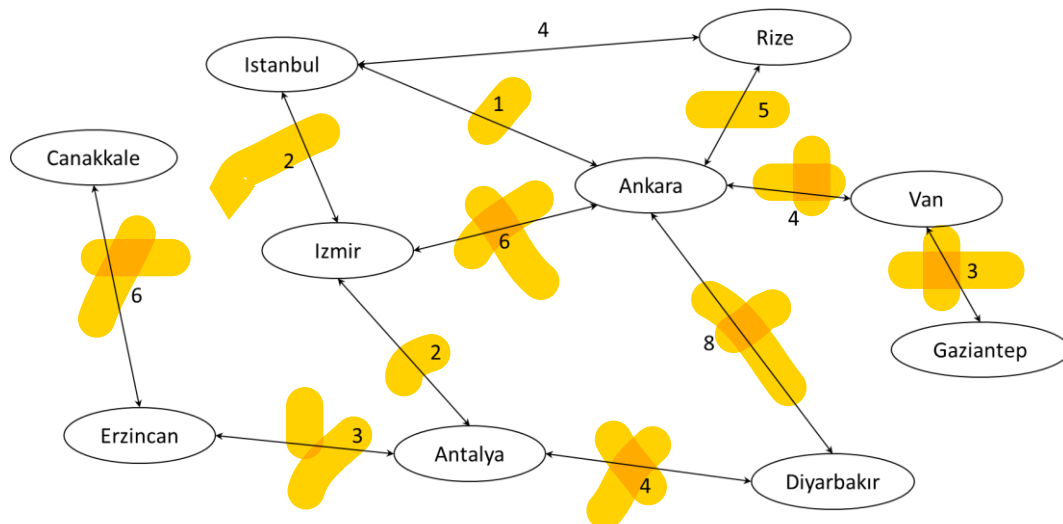 4
Rize
Istanbul
1
5
Canakkale
2
Ankara
4
Van
6
Izmir
3
6
8
2
Gaziantep
Erzincan
3
Antalya
4
Diyarbakır